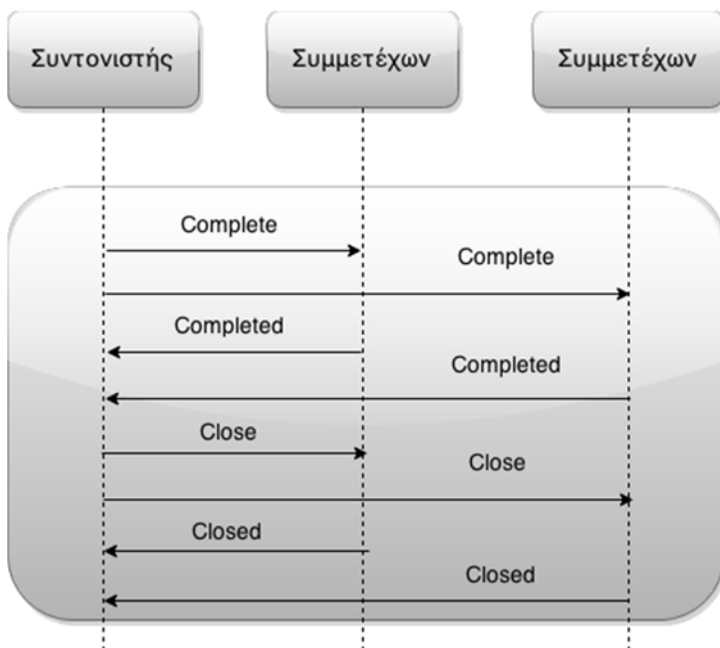 Συντονιστής
Συμμετέχων
Συμμετέχων
Complete
Complete
Completed
Completed
Close
Close
Closed
Closed